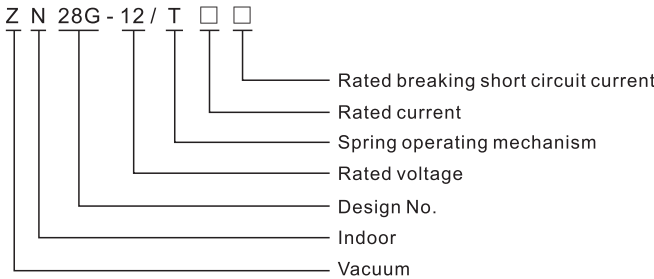 Z N 28G - 12 / T □ □
Rated breaking short circuit current
Rated current
Spring operating mechanism
Rated voltage
Design No.
Indoor
Vacuum